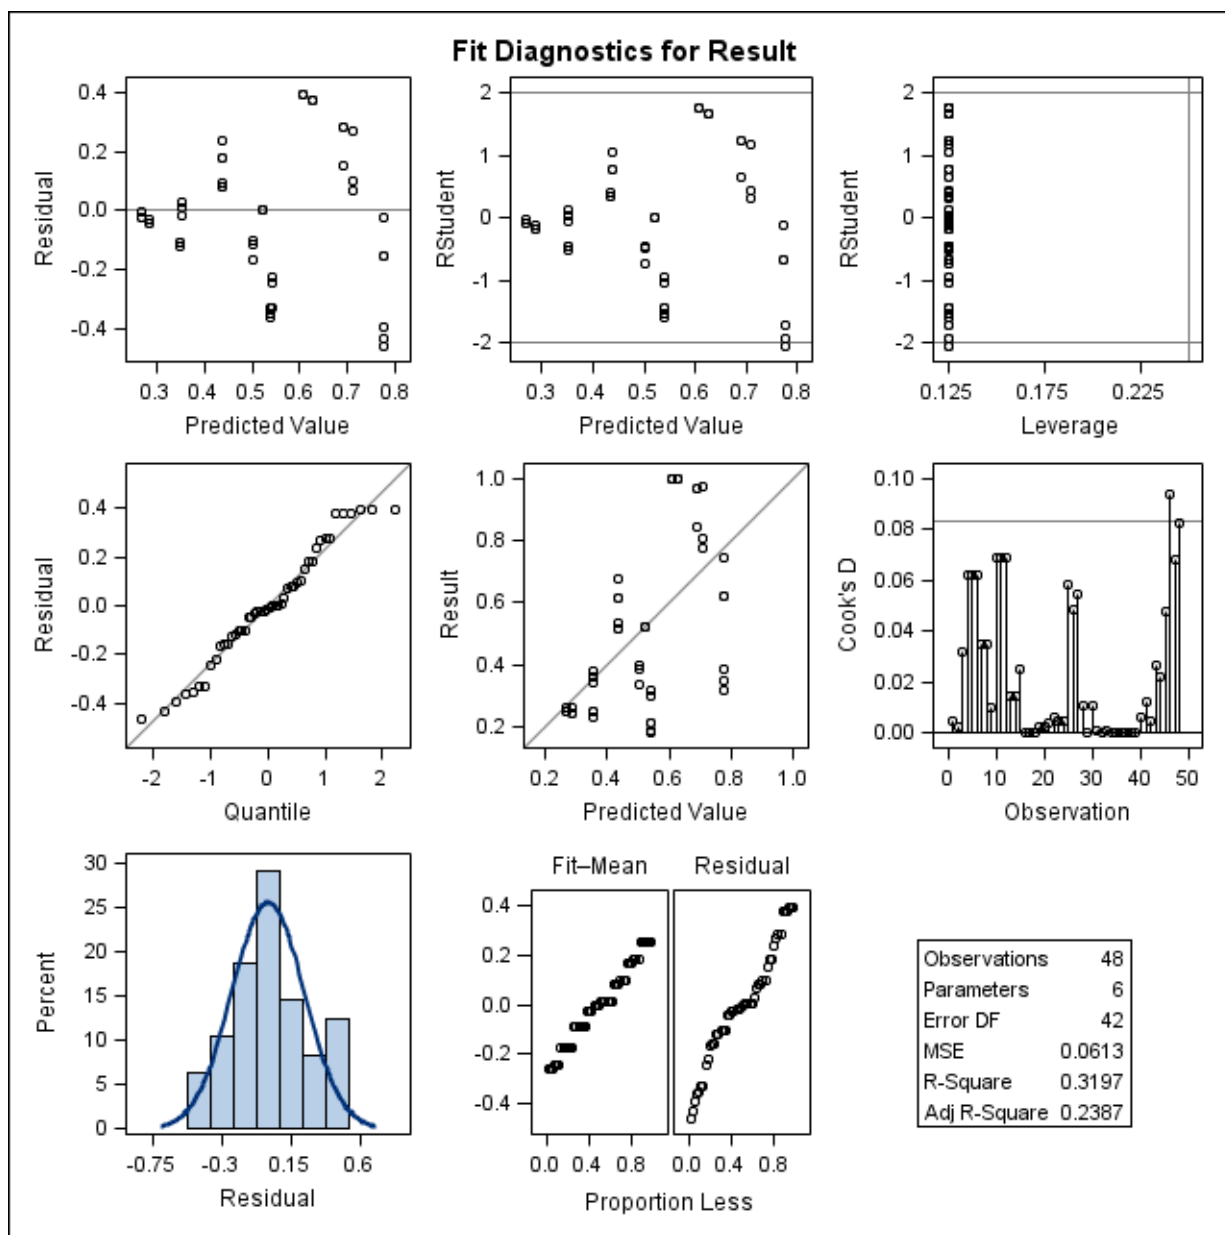 Fit Diagnostics for Result
0.4
0.2
0.0
-0.2
-0.4
Residual
0.3 0.4 0.5 0.6 0.7 0.8
Predicted Value
2
1
0
-1
-2
RStudent
0.3 0.4 0.5 0.6 0.7 0.8
Predicted Value
2
1
0
-1
-2
RStudent
0.125 0.175 0.225
Leverage
0.4
0.2
0.0
-0.2
-0.4
Residual
-2 -1 0 1 2
Quantile
1.0
0.8
0.6
0.4
0.2
Result
0.2 0.4 0.6 0.8 1.0
Predicted Value
0.10
0.08
0.06
0.04
0.02
0.00
Cook's D
0 10 20 30 40 50
Observation
30
25
20
15
10
5
0
Percent
-0.75 -0.3 0.15 0.6
Residual
Fit–Mean Residual
0.4
0.2
0.0
-0.2
-0.4
0.0 0.4 0.8 0.0 0.4 0.8
Proportion Less
Observations 48
Parameters 6
Error DF 42
MSE 0.0613
R-Square 0.3197
Adj R-Square 0.2387